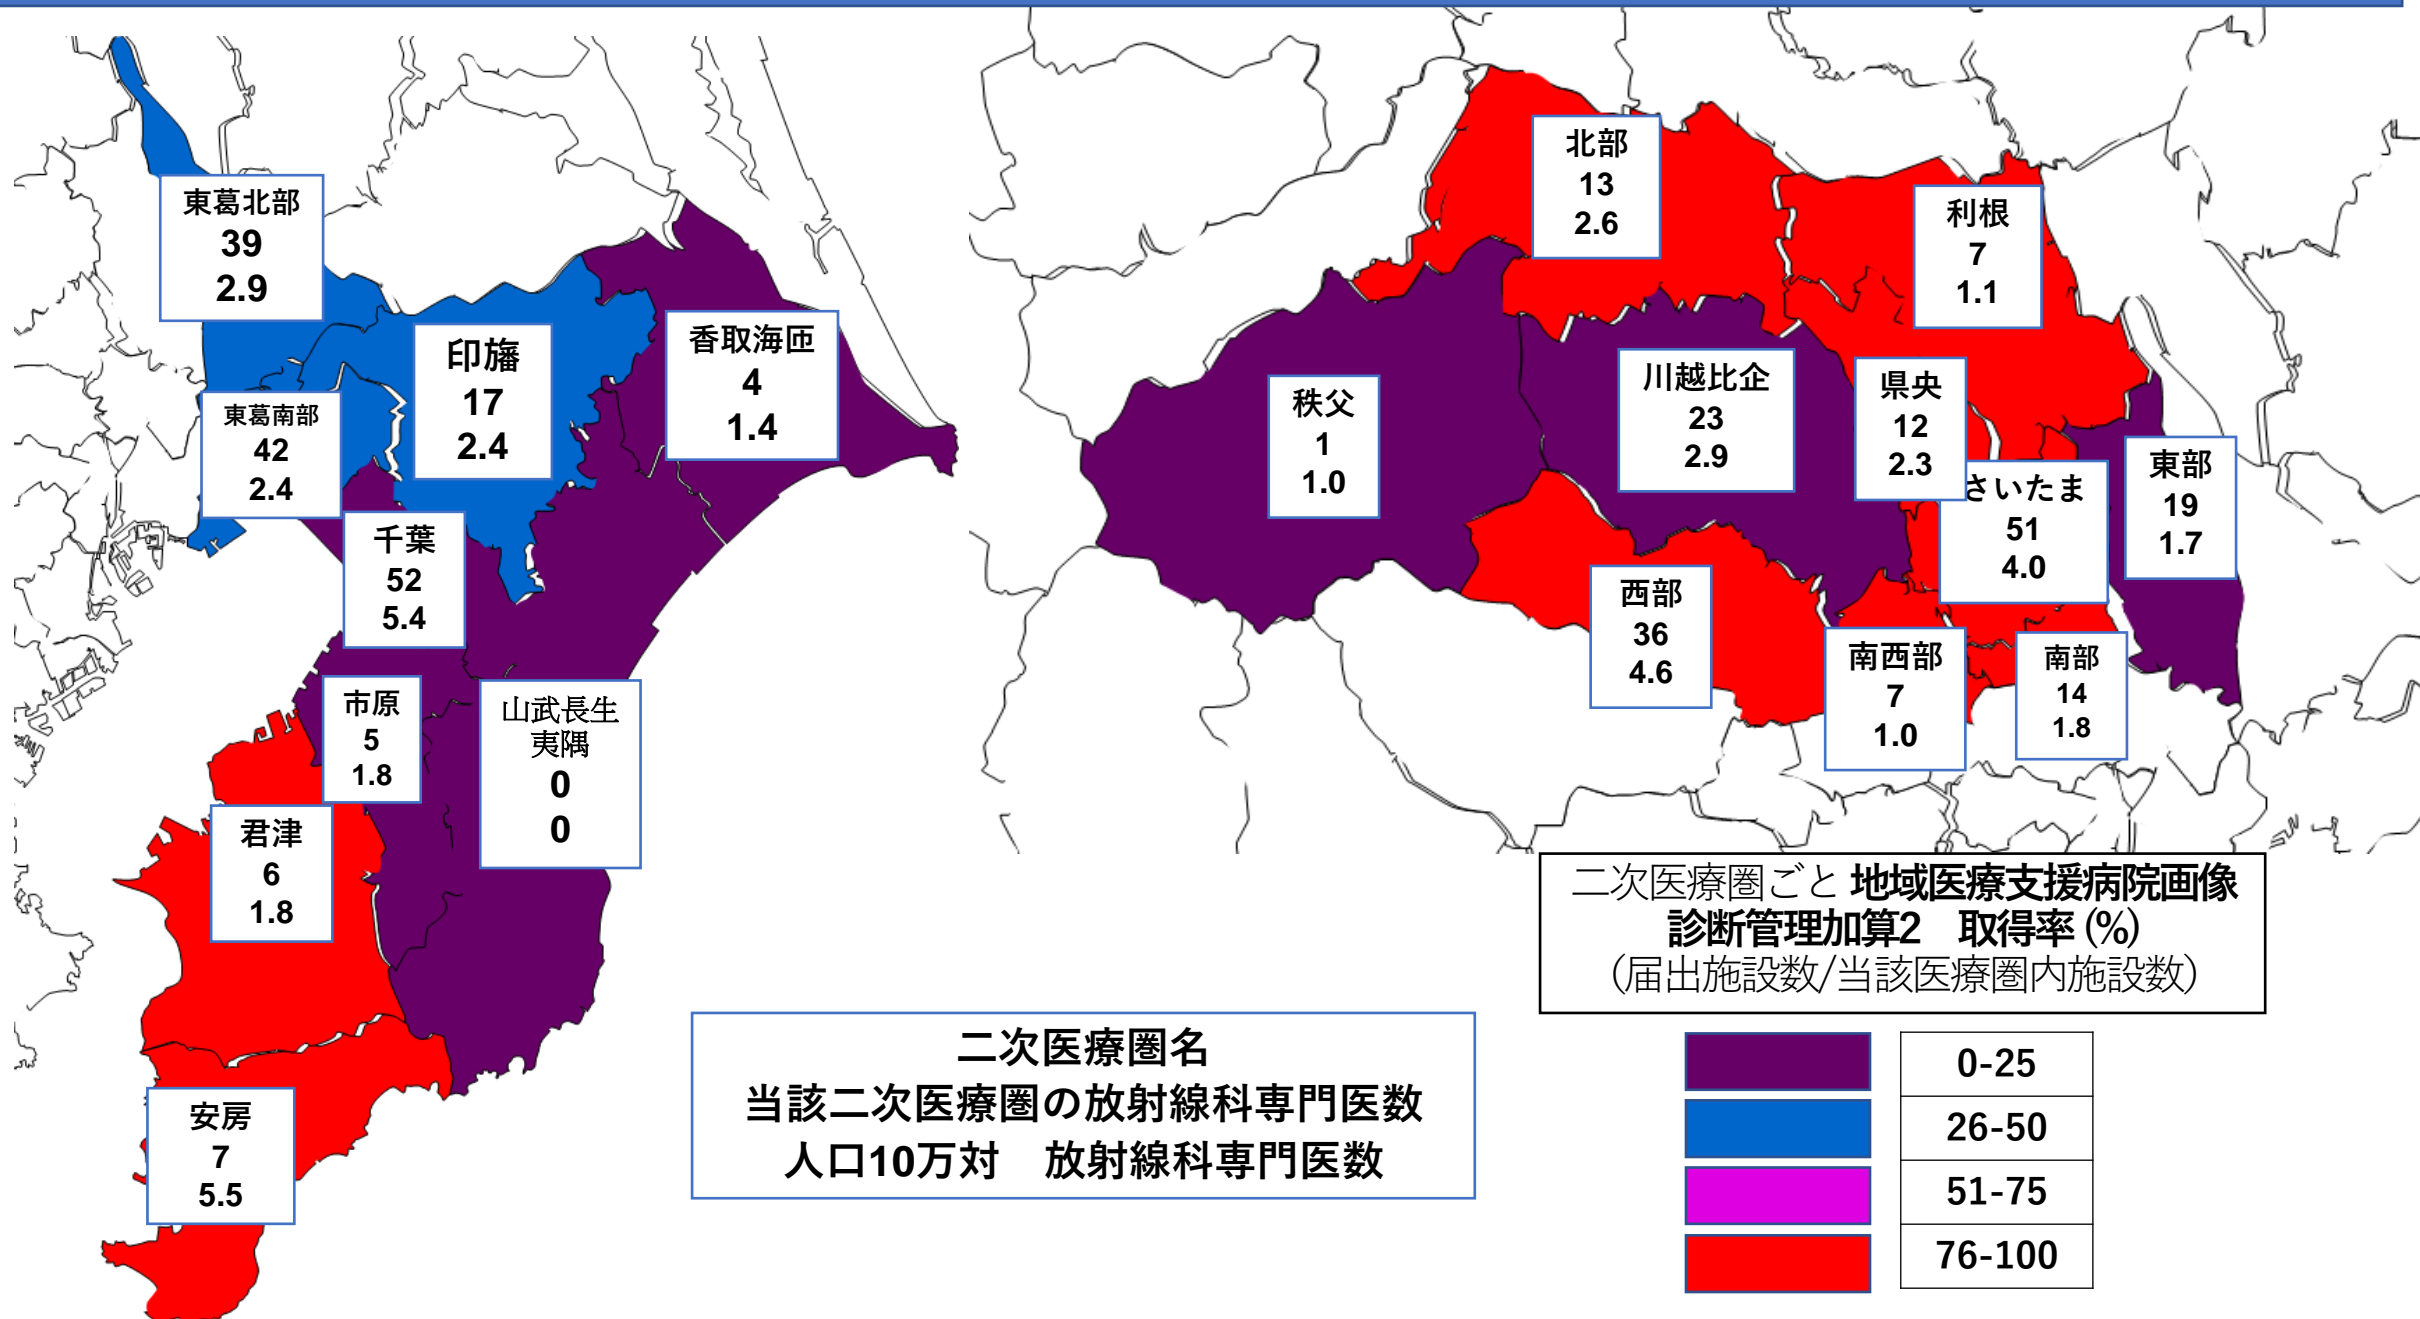 東葛北部
39
2.9
印旛
17
2.4
香取海匝
4
1.4
東葛南部
42
2.4
千葉
52
5.4
市原
5
1.8
山武長生
夷隅
0
0
君津
6
1.8
安房
7
5.5
北部
13
2.6
利根
7
1.1
秩父
1
1.0
川越比企
23
2.9
県央
12
2.3
さいたま
51
4.0
東部
19
1.7
西部
36
4.6
南西部
7
1.0
南部
14
1.8
二次医療圏名
当該二次医療圏の放射線科専門医数
人口10万対　放射線科専門医数
二次医療圏ごと 地域医療支援病院画像
診断管理加算2　取得率 (%)
（届出施設数/当該医療圏内施設数）
0-25
26-50
51-75
76-100